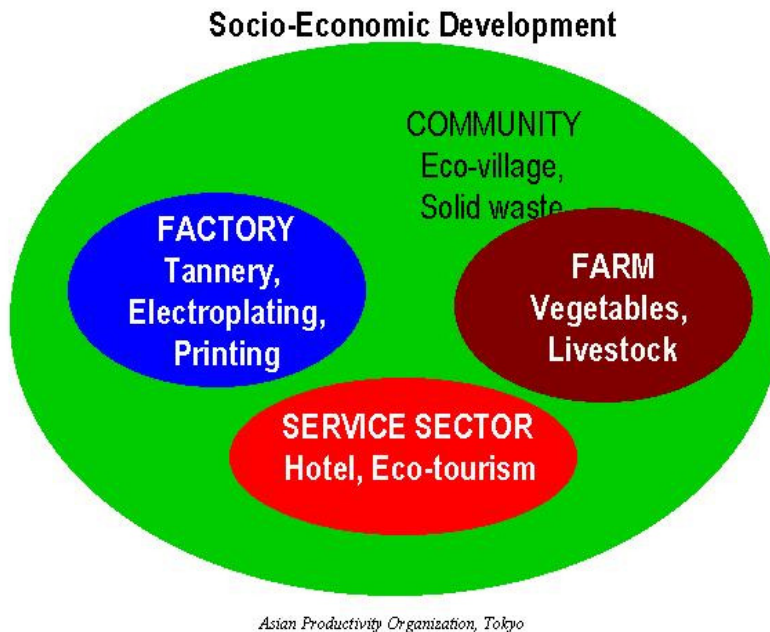 Socio-Economic Development
COMMUNITY
Eco-village,
Solid waste
FACTORY
Tannery,
Electroplating,
Printing
FARM
Vegetables,
Livestock
SERVICE SECTOR
Hotel, Eco-tourism
Asian Productivity Organization, Tokyo